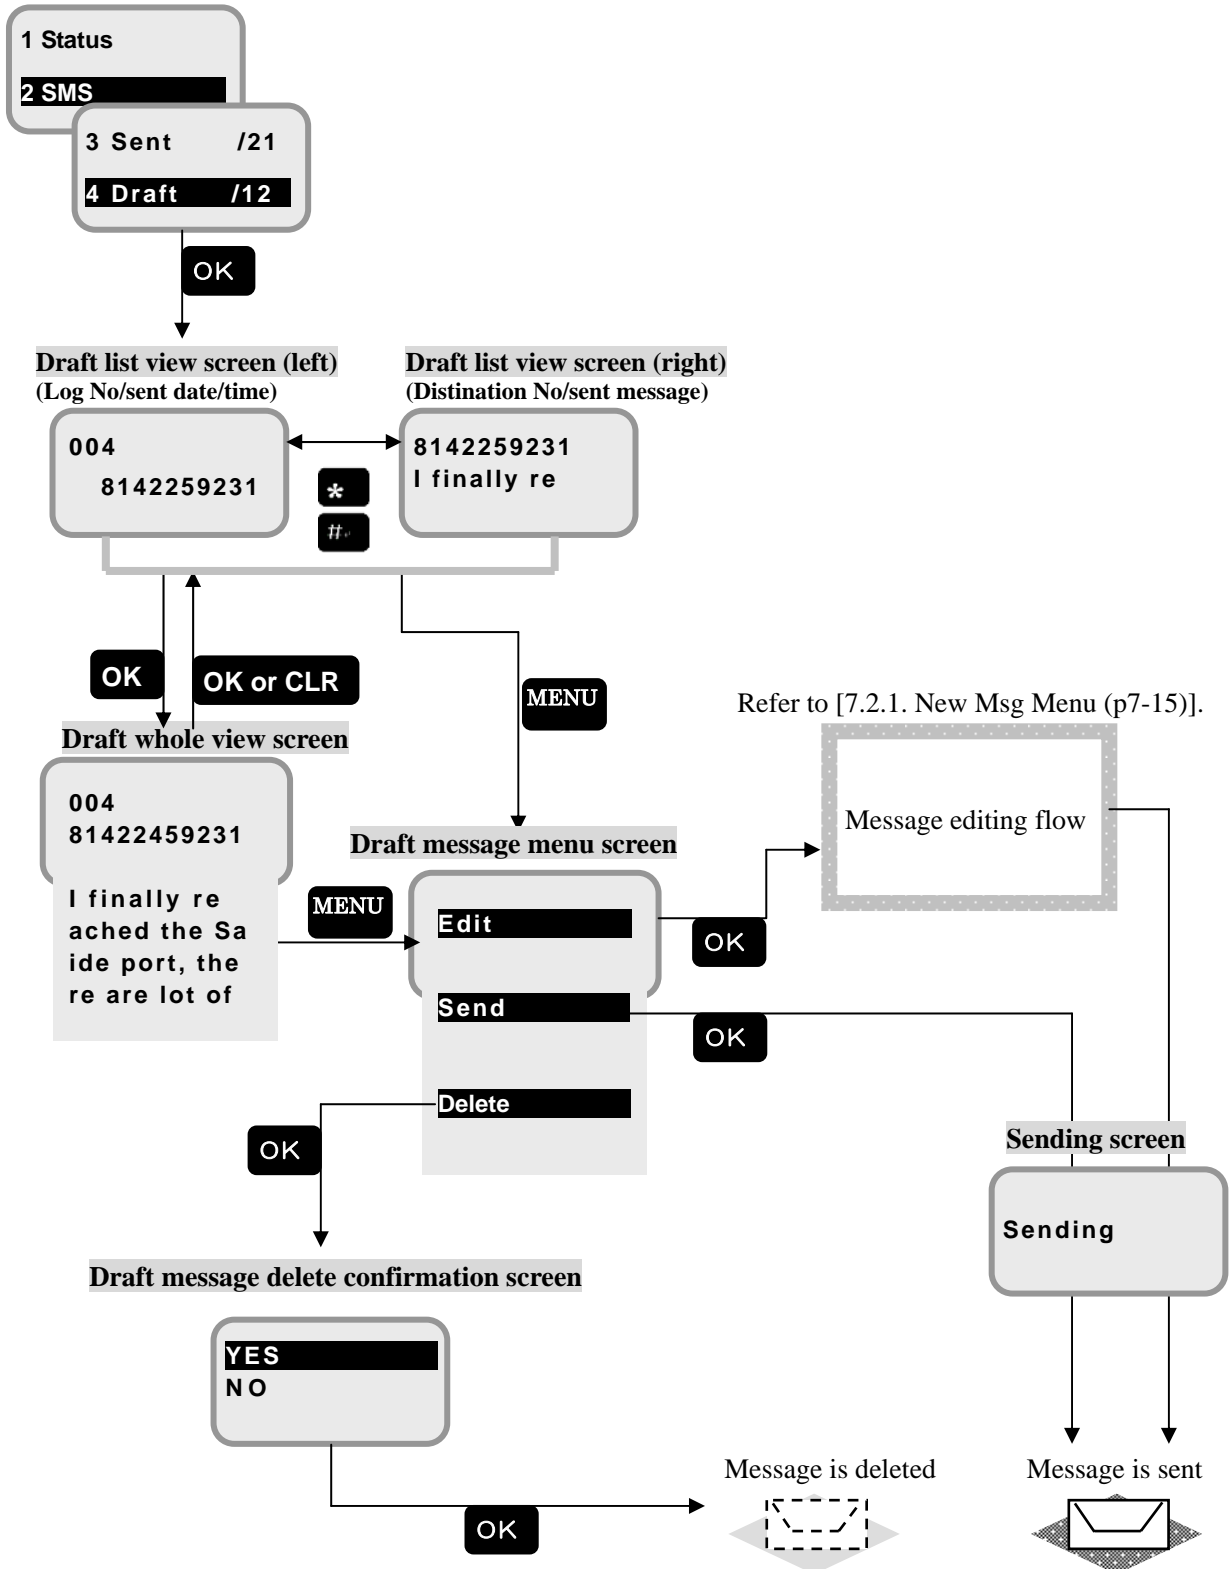 1 Status
2 SMS
3 Sent /21
4 Draft /12
OK
Draft list view screen (left)
(Log No/sent date/time)
Draft list view screen (right)
(Distination No/sent message)
004
8142259231
8142259231
I finally re
*
#
OK
OK or CLR
MENU
Refer to [7.2.1. New Msg Menu (p7-15)].
Draft whole view screen
004
81422459231
I finally re
ached the Sa
ide port, the
re are lot of
MENU
Message editing flow
Draft message menu screen
Edit
OK
Send
OK
Delete
OK
Sending screen
Sending
Draft message delete confirmation screen
YES
NO
OK
Message is deleted
Message is sent